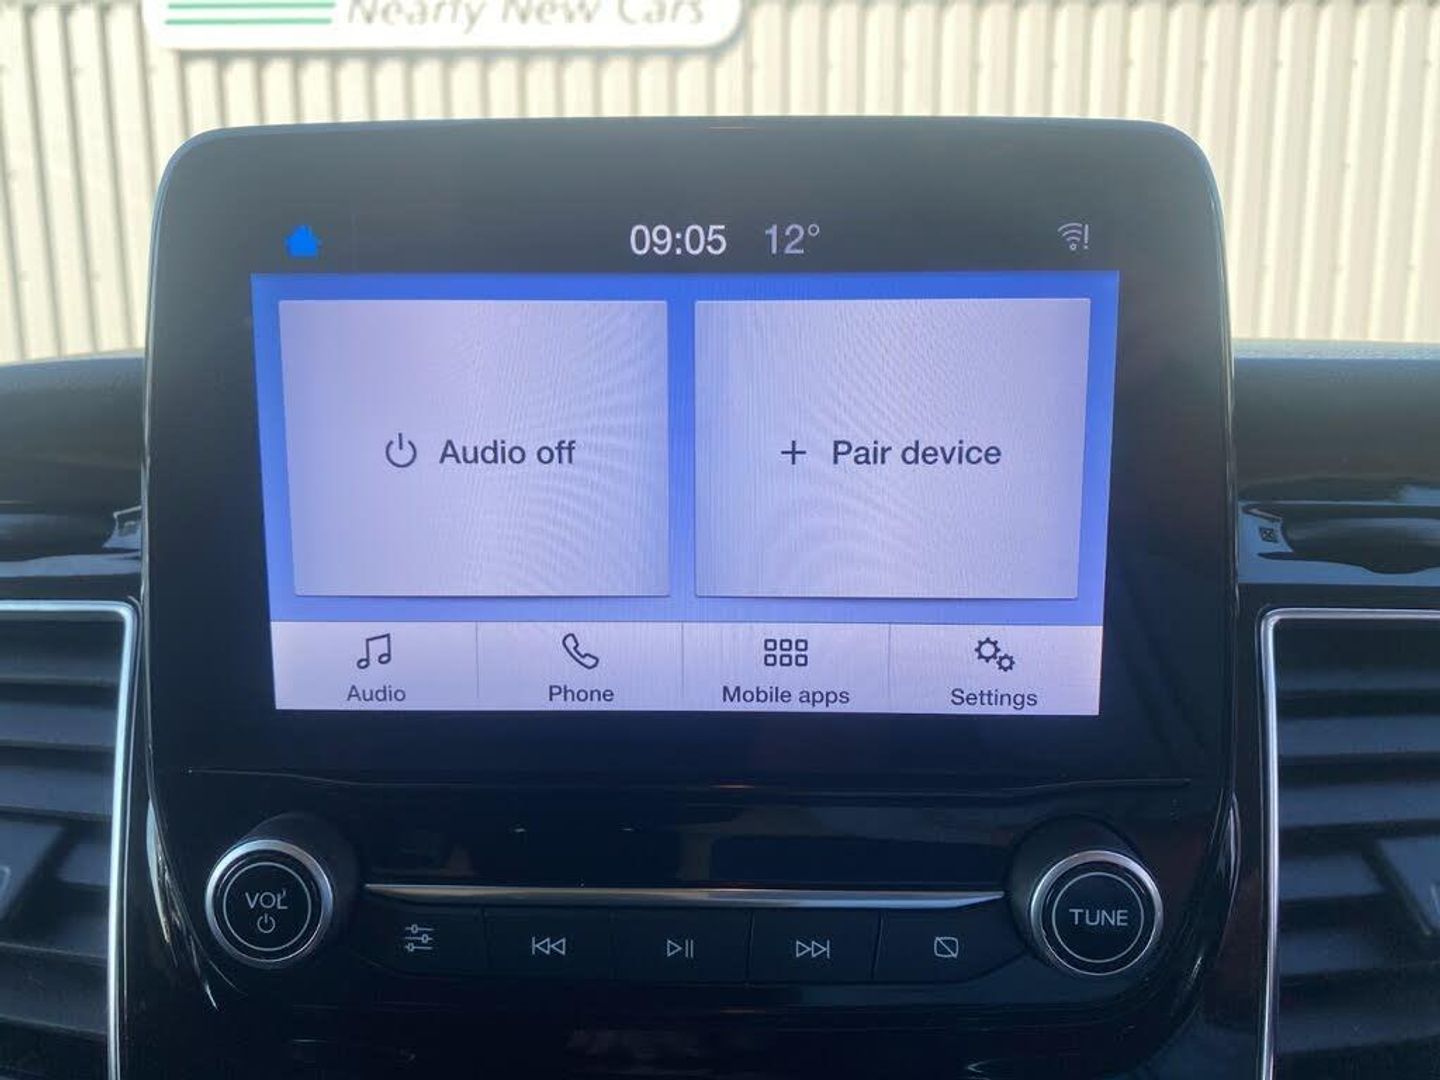 Nearly New Cars
09:05 12°
Audio off
+ Pair device
Audio Phone Mobile apps Settings
VOL
TUNE